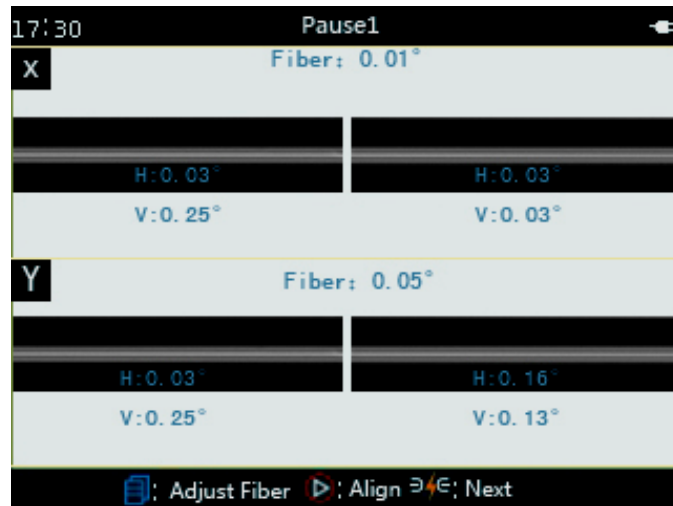 17:30 Pause1
X Fiber: 0.01°
H:0.03° H:0.03°
V:0.25° V:0.03°
Y Fiber: 0.05°
H:0.03° H:0.16°
V:0.25° V:0.13°
: Adjust Fiber : Align : Next